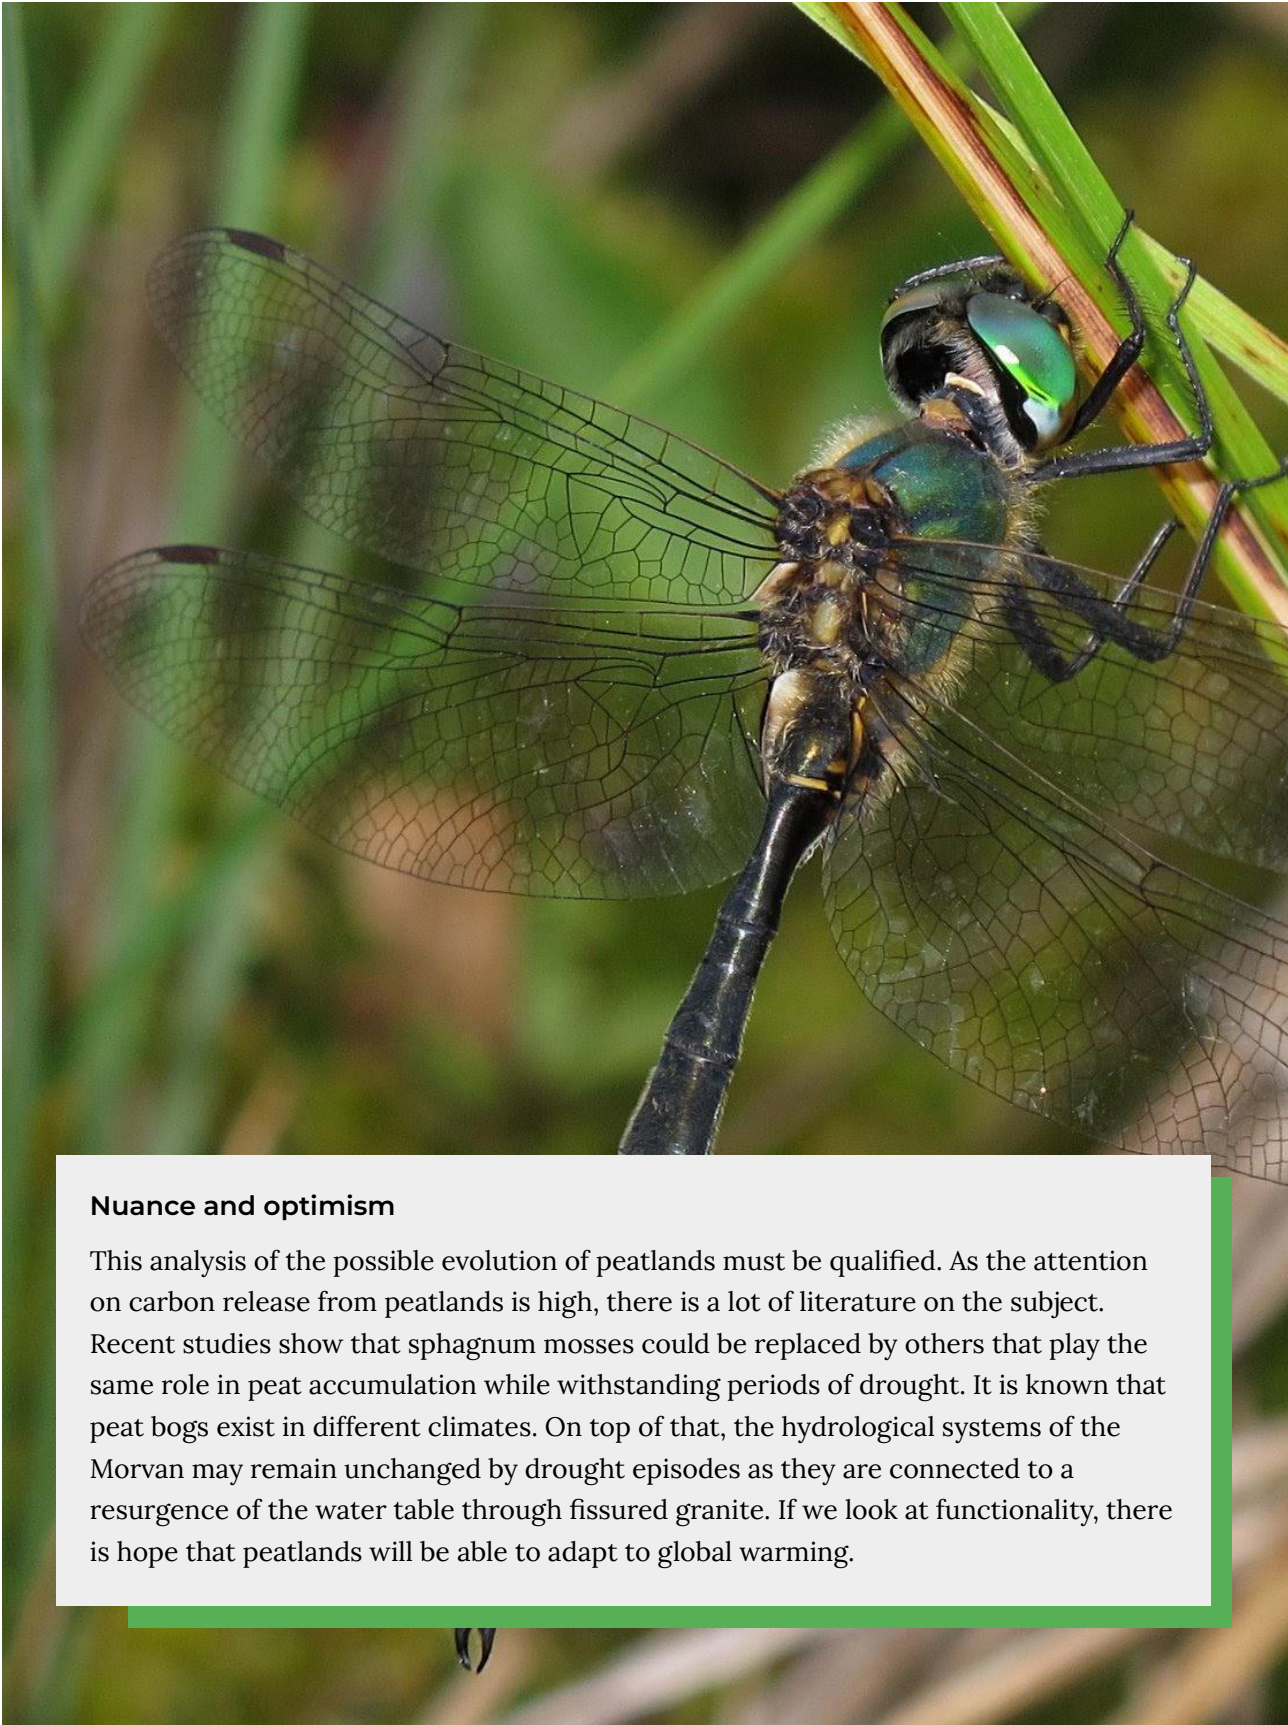 Nuance and optimism
This analysis of the possible evolution of peatlands must be qualified. As the attention
on carbon release from peatlands is high, there is a lot of literature on the subject.
Recent studies show that sphagnum mosses could be replaced by others that play the
same role in peat accumulation while withstanding periods of drought. It is known that
peat bogs exist in different climates. On top of that, the hydrological systems of the
Morvan may remain unchanged by drought episodes as they are connected to a
resurgence of the water table through fissured granite. If we look at functionality, there
is hope that peatlands will be able to adapt to global warming.